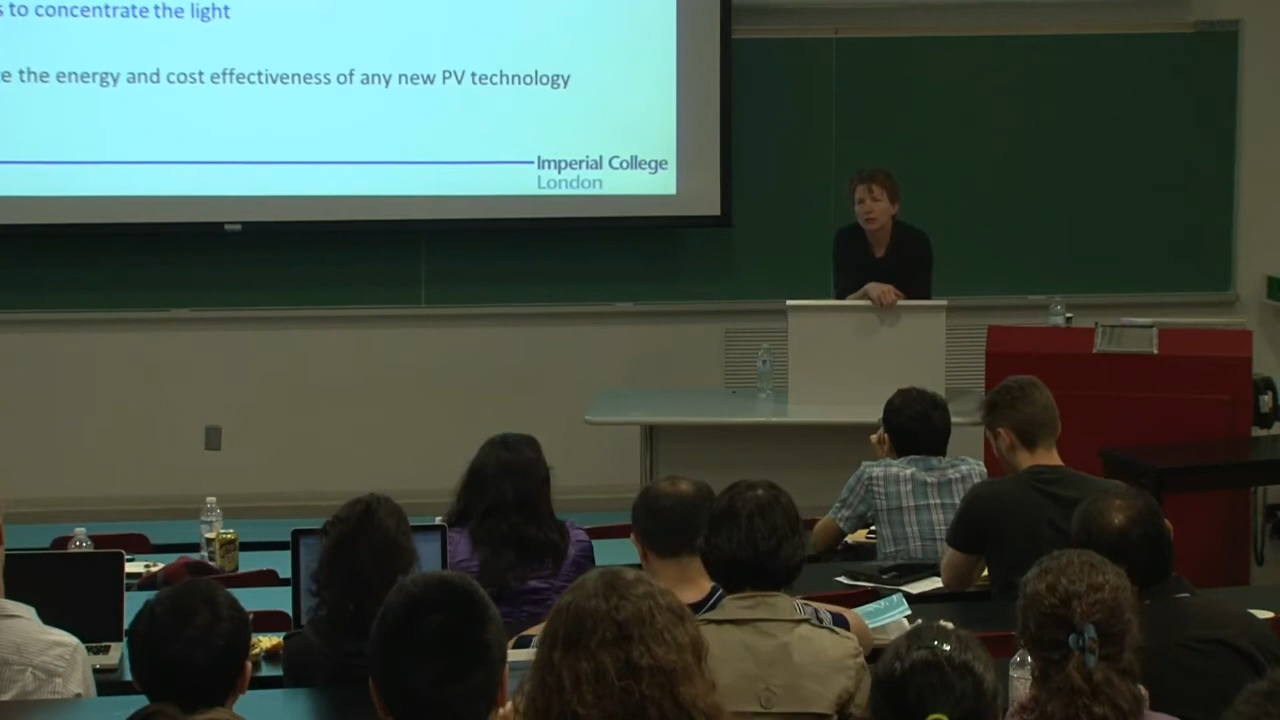 to concentrate the light
the energy and cost effectiveness of any new PV technology
Imperial College
London